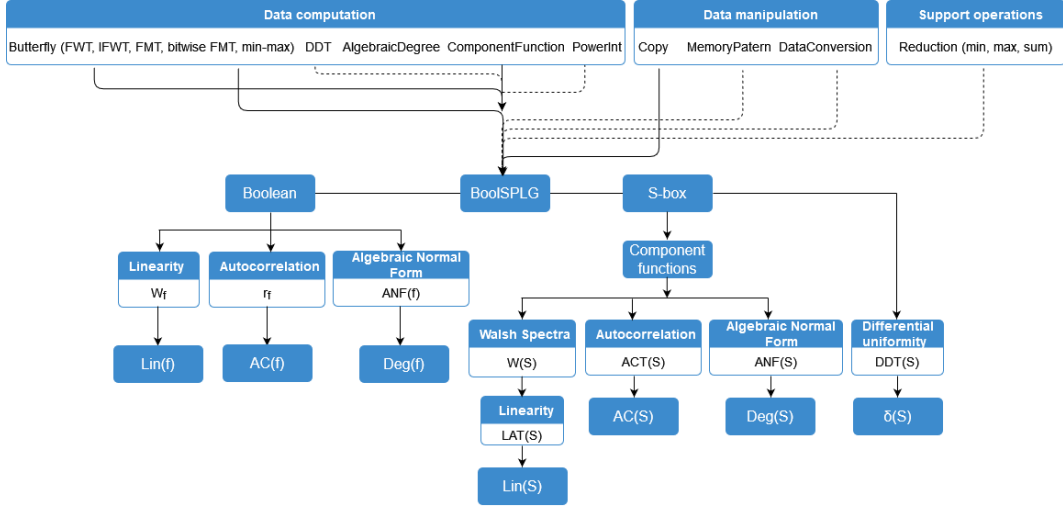 Data computation
Butterfly (FWT, IFWT, FMT, bitwise FMT, min-max) DDT AlgebraicDegree ComponentFunction PowerInt
Data manipulation
Copy MemoryPatern DataConversion
Support operations
Reduction (min, max, sum)
Boolean
BoolSPLG
S-box
Linearity
Wf
Autocorrelation
rf
Algebraic Normal
Form
ANF(f)
Component
functions
Lin(f)
AC(f)
Deg(f)
Walsh Spectra
W(S)
Autocorrelation
ACT(S)
Algebraic Normal
Form
ANF(S)
Differential
uniformity
DDT(S)
Linearity
LAT(S)
AC(S)
Deg(S)
δ(S)
Lin(S)